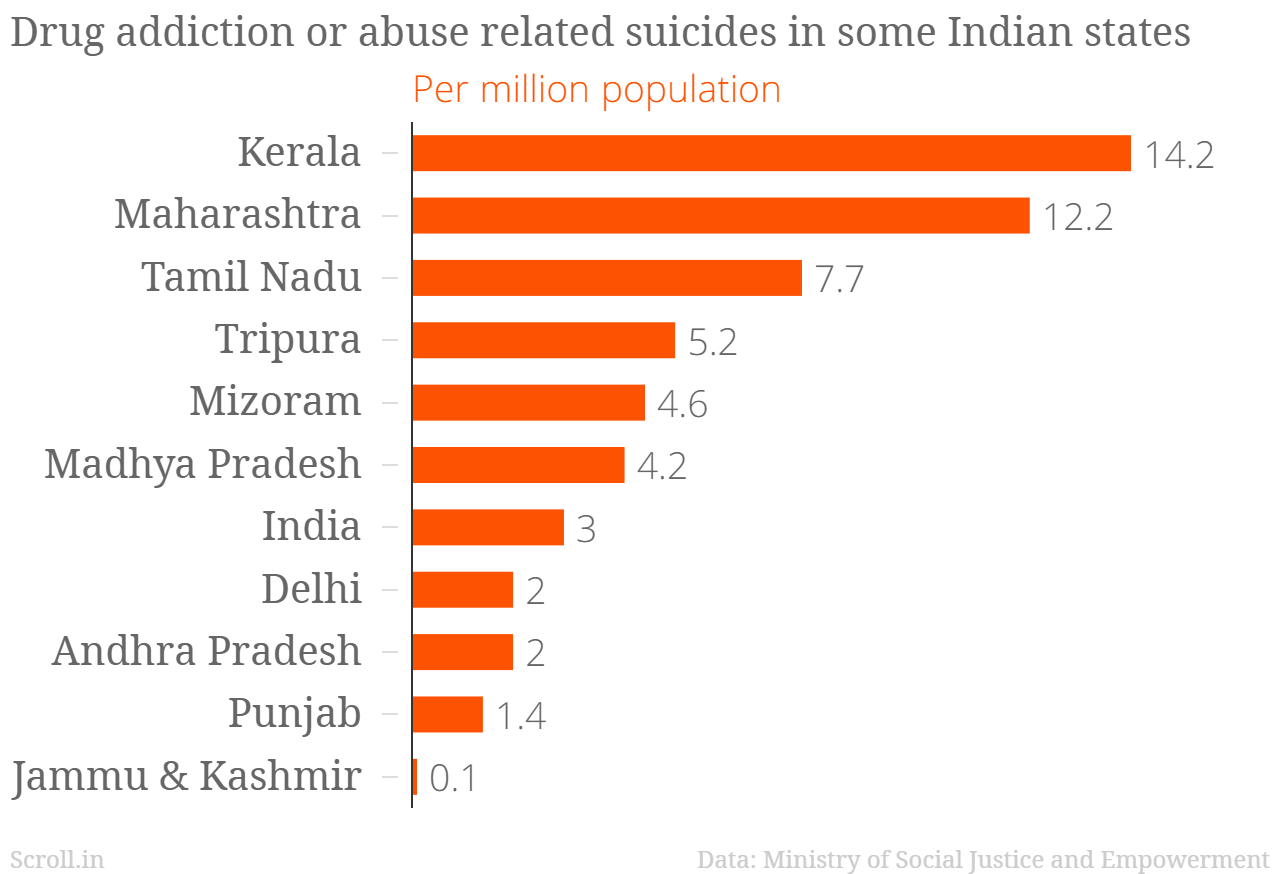 Drug addiction or abuse related suicides in some Indian states
Per million population
Kerala 14.2
Maharashtra 12.2
Tamil Nadu 7.7
Tripura 5.2
Mizoram 4.6
Madhya Pradesh 4.2
India 3
Delhi 2
Andhra Pradesh 2
Punjab 1.4
Jammu & Kashmir 0.1
Scroll.in Data: Ministry of Social Justice and Empowerment